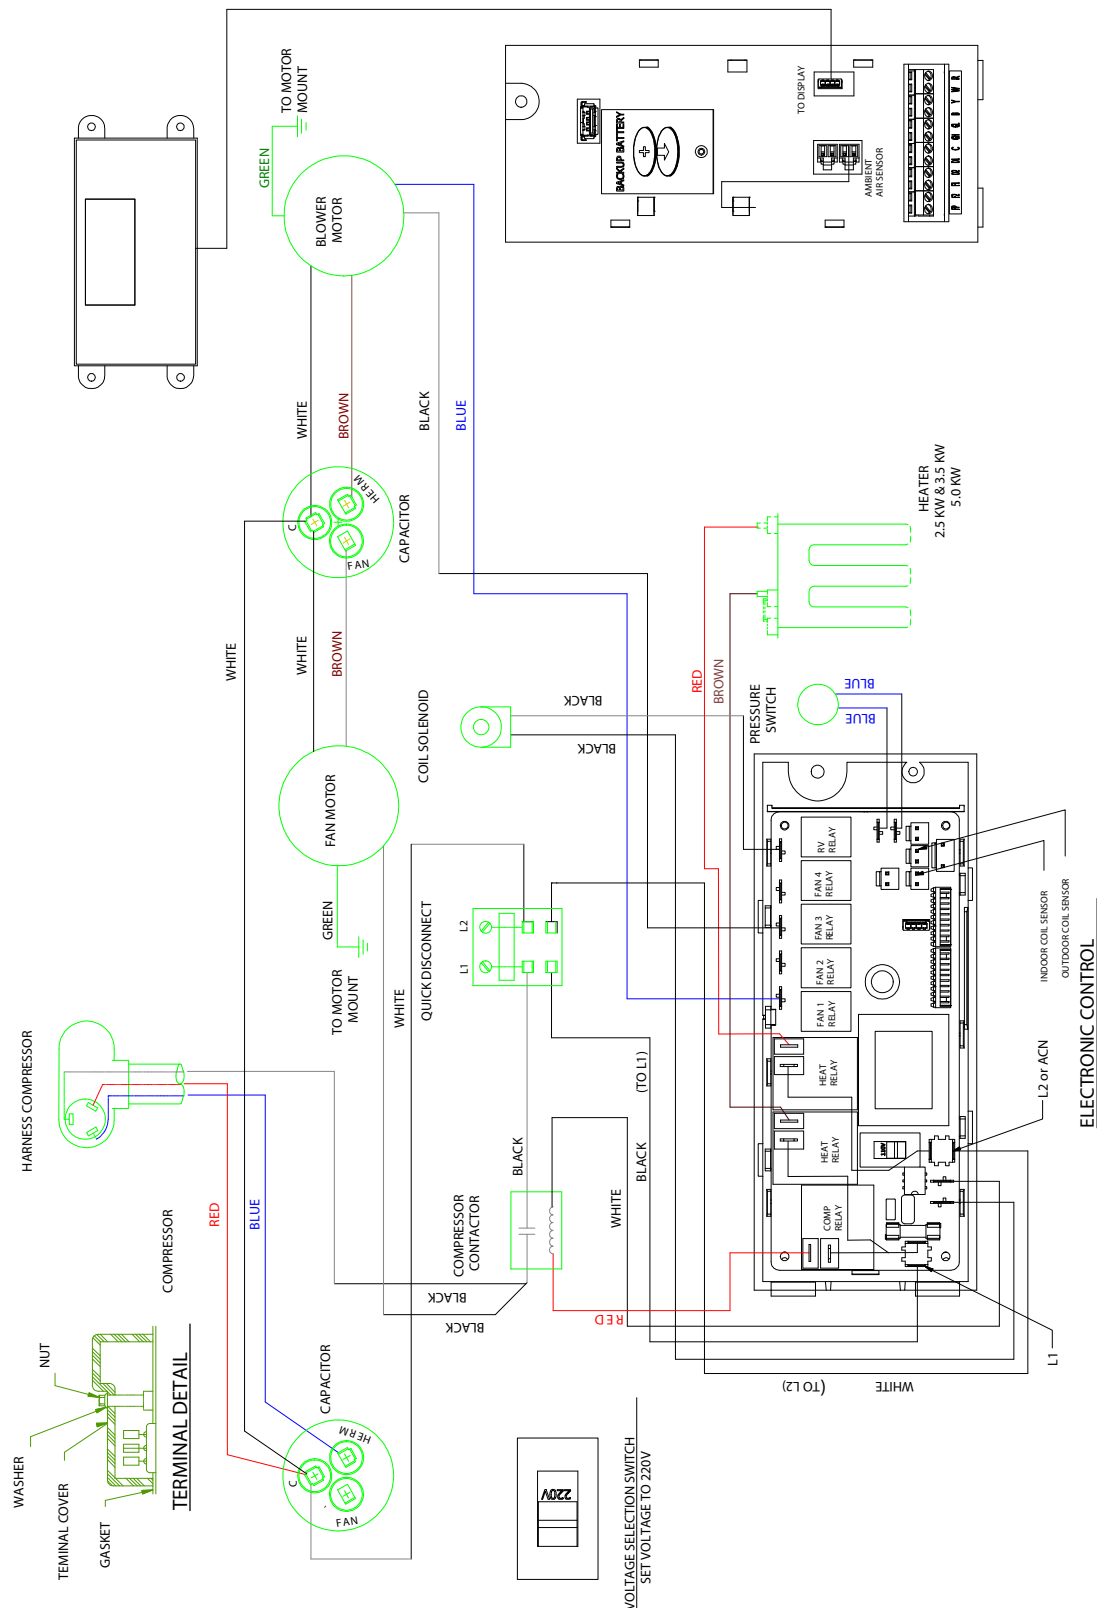 TO MOTOR
MOUNT
GREEN
BLOWER
MOTOR
BACKUP BATTERY
TO DISPLAY
AMBIENT
AIR SENSOR
WHITE
BROWN
BLACK
BLUE
C
HERM
FAN
CAPACITOR
HEATER
2.5 KW & 3.5 KW
5.0 KW
WHITE
WHITE
BROWN
RED
BROWN
COIL SOLENOID
BLACK
BLACK
PRESSURE
SWITCH
BLUE
BLUE
FAN MOTOR
GREEN
TO MOTOR
MOUNT
WHITE
QUICK DISCONNECT
L2
L1
RV
RELAY
FAN 4
RELAY
FAN 3
RELAY
FAN 2
RELAY
FAN 1
RELAY
HEAT
RELAY
HEAT
RELAY
COMP
RELAY
220V
INDOOR COIL SENSOR
OUTDOOR COIL SENSOR
L2 or ACN
L1
ELECTRONIC CONTROL
HARNESS COMPRESSOR
COMPRESSOR
RED
BLUE
COMPRESSOR
CONTACTOR
BLACK
(TO L1)
BLACK
WHITE
BLACK
BLACK
RED
(TO L2)
WHITE
CAPACITOR
C
HERM
FAN
NUT
WASHER
TEMINAL COVER
GASKET
TERMINAL DETAIL
220V
VOLTAGE SELECTION SWITCH
SET VOLTAGE TO 220V